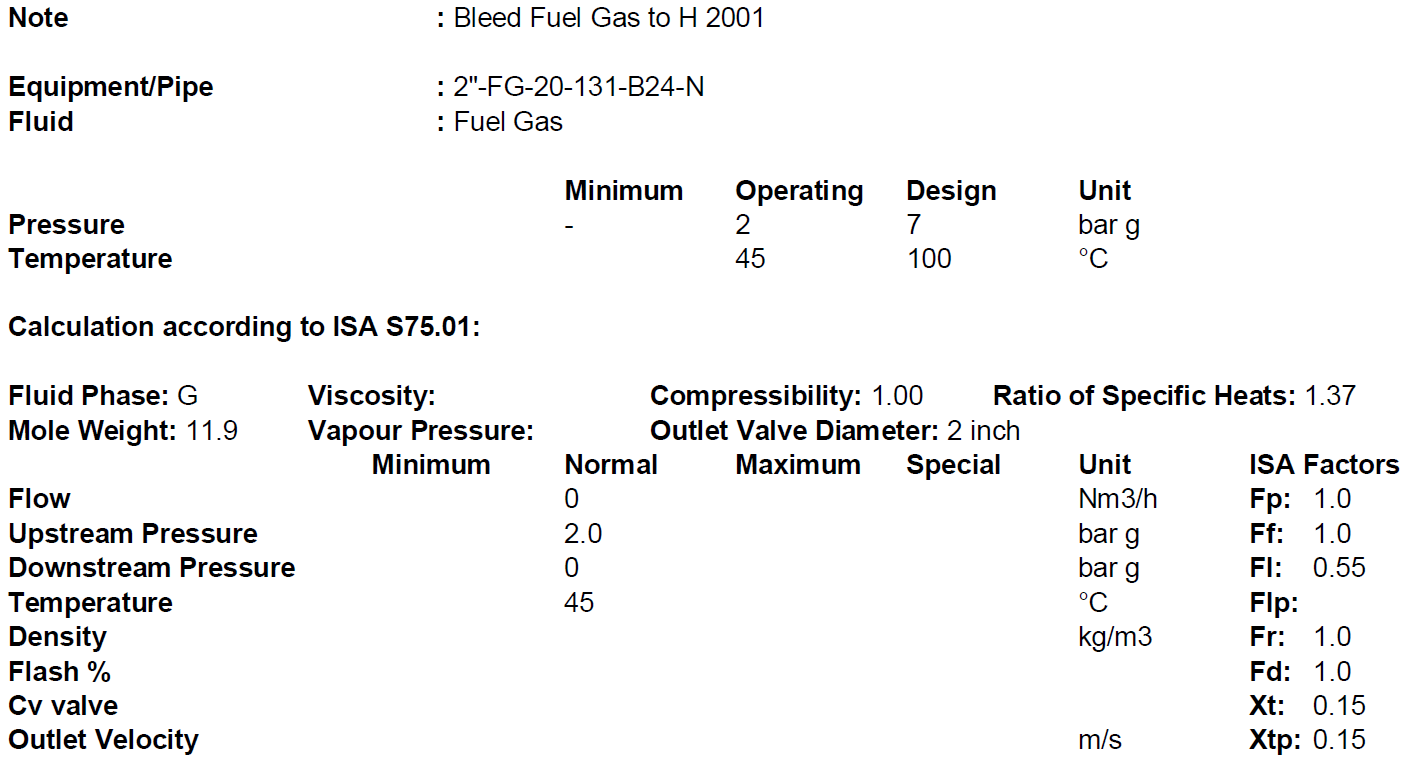 Note : Bleed Fuel Gas to H 2001
Equipment/Pipe : 2"-FG-20-131-B24-N
Fluid : Fuel Gas
Minimum Operating Design Unit
Pressure - 2 7 bar g
Temperature 45 100 °C
Calculation according to ISA S75.01:
Fluid Phase: G Viscosity: Compressibility: 1.00 Ratio of Specific Heats: 1.37
Mole Weight: 11.9 Vapour Pressure: Outlet Valve Diameter: 2 inch
Minimum Normal Maximum Special Unit ISA Factors
Flow 0 Nm3/h Fp: 1.0
Upstream Pressure 2.0 bar g Ff: 1.0
Downstream Pressure 0 bar g Fl: 0.55
Temperature 45 °C Flp:
Density kg/m3 Fr: 1.0
Flash % Fd: 1.0
Cv valve Xt: 0.15
Outlet Velocity m/s Xtp: 0.15